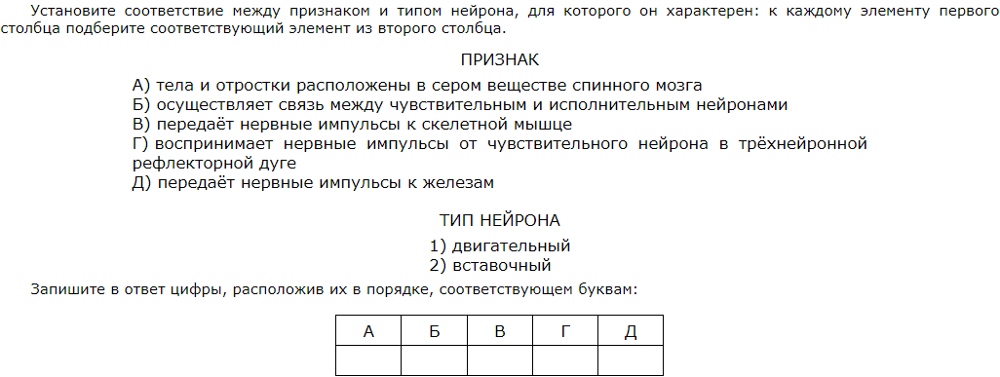 Установите соответствие между признаком и типом нейрона, для которого он характерен: к каждому элементу первого
столбца подберите соответствующий элемент из второго столбца.
ПРИЗНАК
А) тела и отростки расположены в сером веществе спинного мозга
Б) осуществляет связь между чувствительным и исполнительным нейронами
В) передаёт нервные импульсы к скелетной мышце
Г) воспринимает нервные импульсы от чувствительного нейрона в трёхнейронной
рефлекторной дуге
Д) передаёт нервные импульсы к железам
ТИП НЕЙРОНА
1) двигательный
2) вставочный
Запишите в ответ цифры, расположив их в порядке, соответствующем буквам:
А Б В Г Д